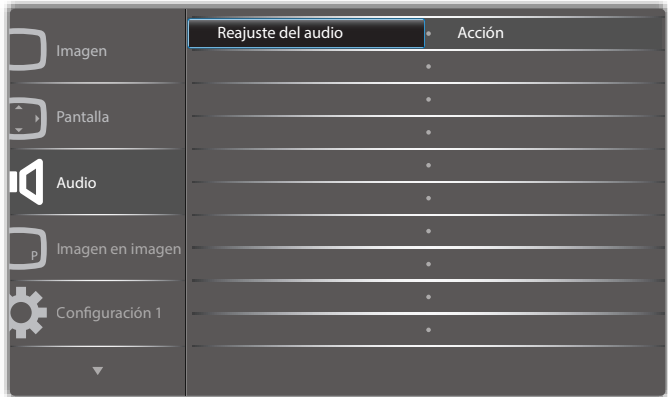 Imagen
Pantalla
Audio
P
Imagen en imagen
Configuración 1
Reajuste del audio
Acción